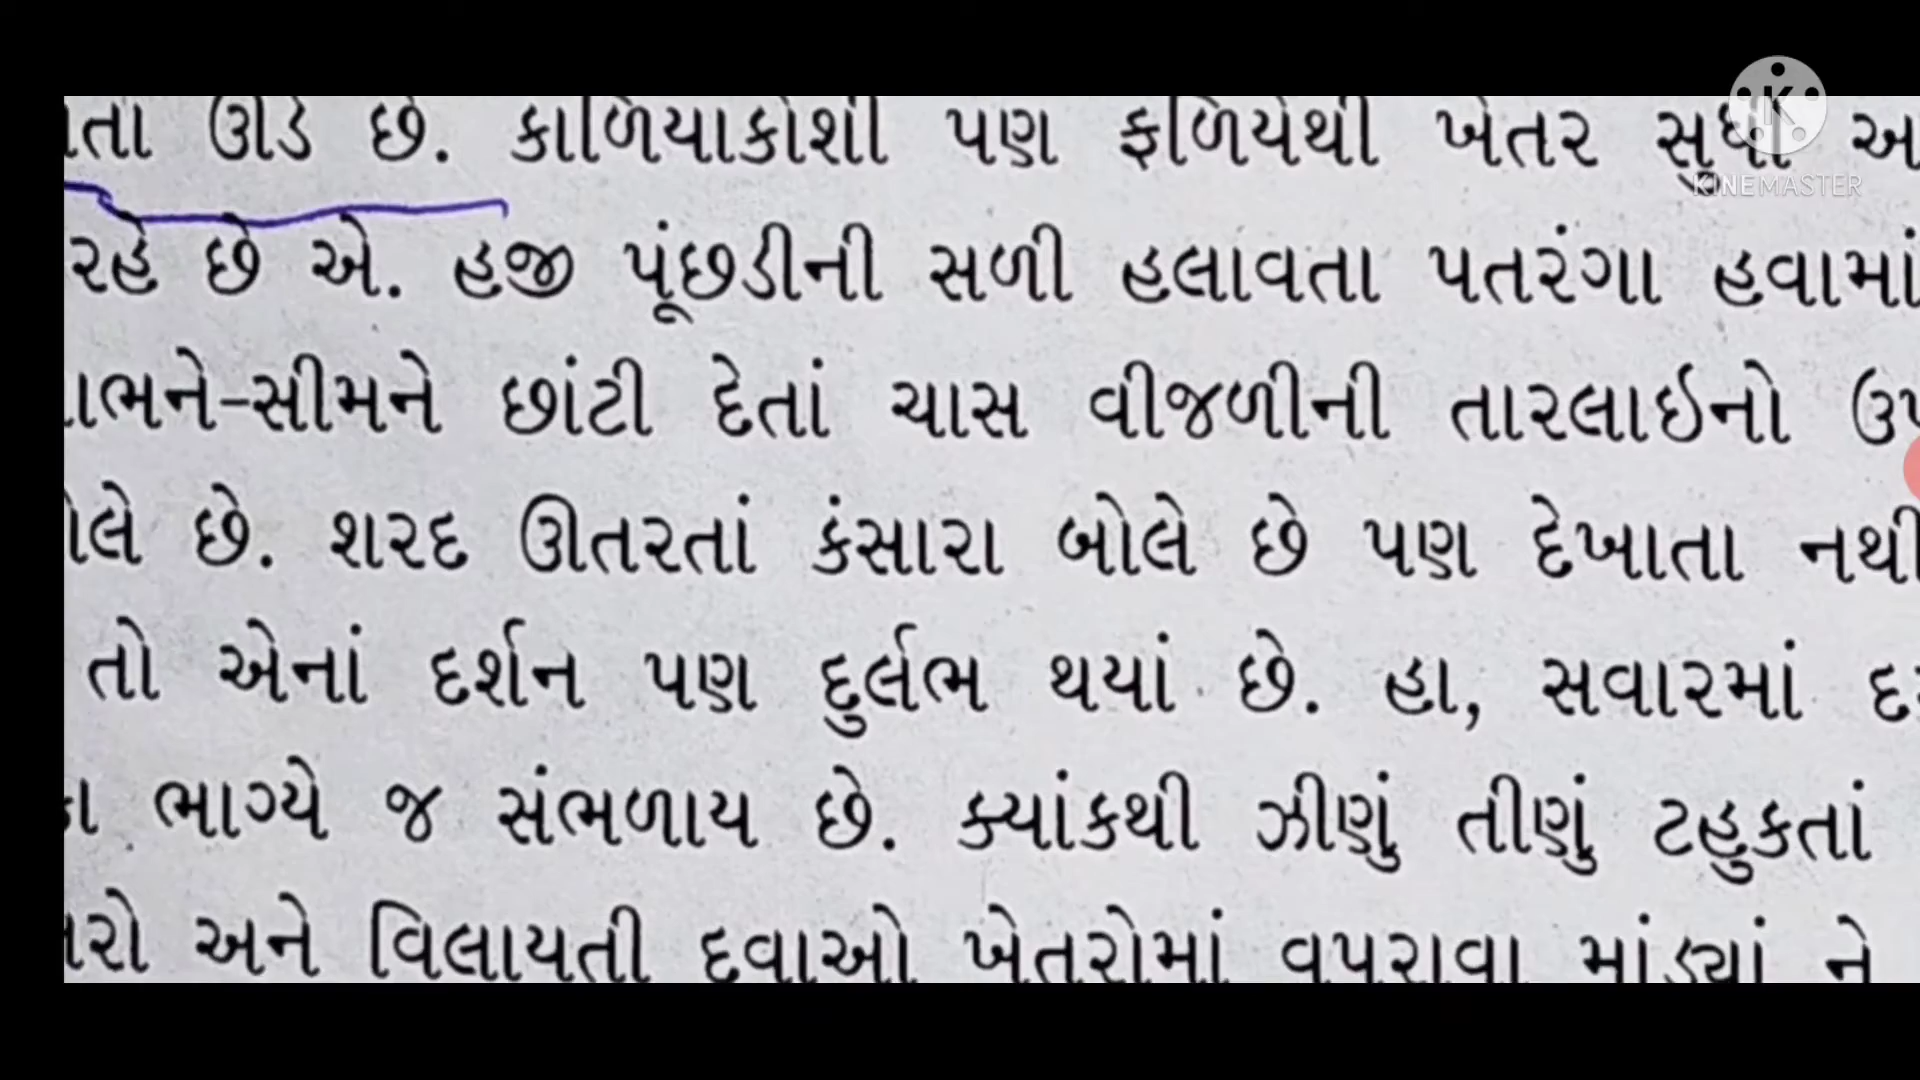 ઊડે છે. કાળિયાકોશી પણ ફળિયેથી ખેતર સુધી
રહે છે એ. હજી પૂંછડીની સળી હલાવતા પતરંગા હવામાં
સીમને છાંટી દેતાં ચાસ વીજળીની તારલાઈનો
છે. શરદ ઊતરતાં કંસારા બોલે છે પણ દેખાતા નથી
તો એનાં દર્શન પણ દુર્લભ થયાં છે. હા, સવારમાં
ભાગ્યે જ સંભળાય છે. ક્યાંકથી ઝીણું તીણું ટહુકતાં
અને વિલાયતી દવાઓ ખેતરોમાં વપરાવા માંડ્યાં ને
KINEMASTER